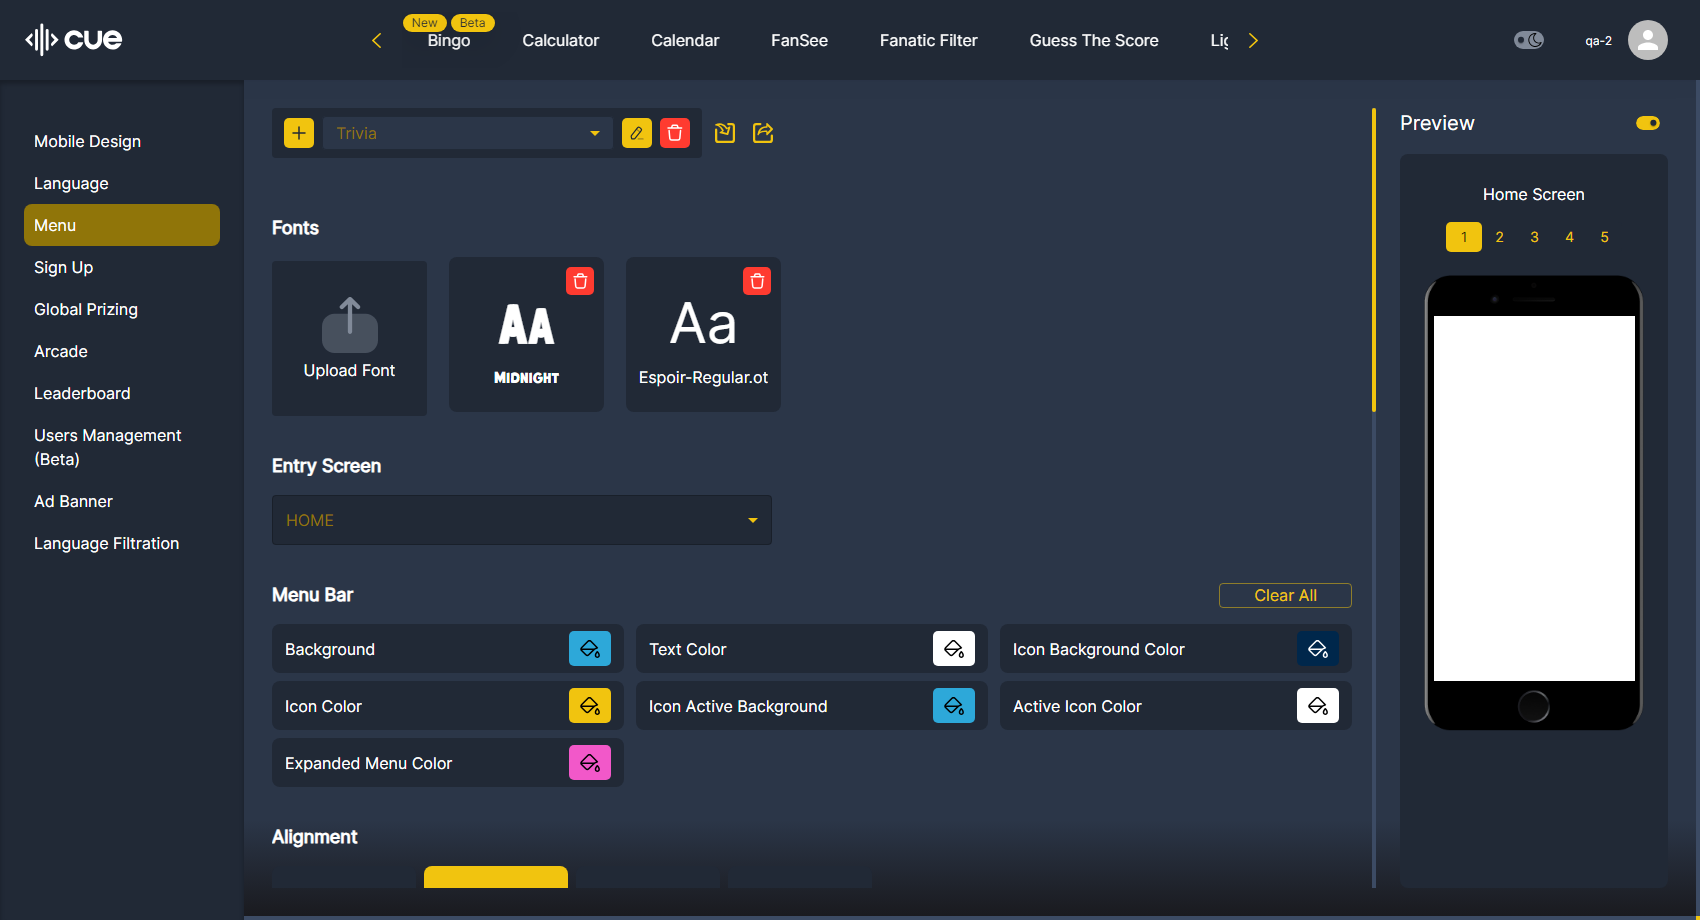 cue
New
Beta
Bingo
Calculator
Calendar
FanSee
Fanatic Filter
Guess The Score
qa-2
Mobile Design
Language
Menu
Sign Up
Global Prizing
Arcade
Leaderboard
Users Management
(Beta)
Ad Banner
Language Filtration
Trivia
Fonts
Upload Font
AA
MIDNIGHT
Aa
Espoir-Regular.ot
Entry Screen
HOME
Menu Bar
Clear All
Background
Text Color
Icon Background Color
Icon Color
Icon Active Background
Active Icon Color
Expanded Menu Color
Alignment
Preview
Home Screen
1 2 3 4 5